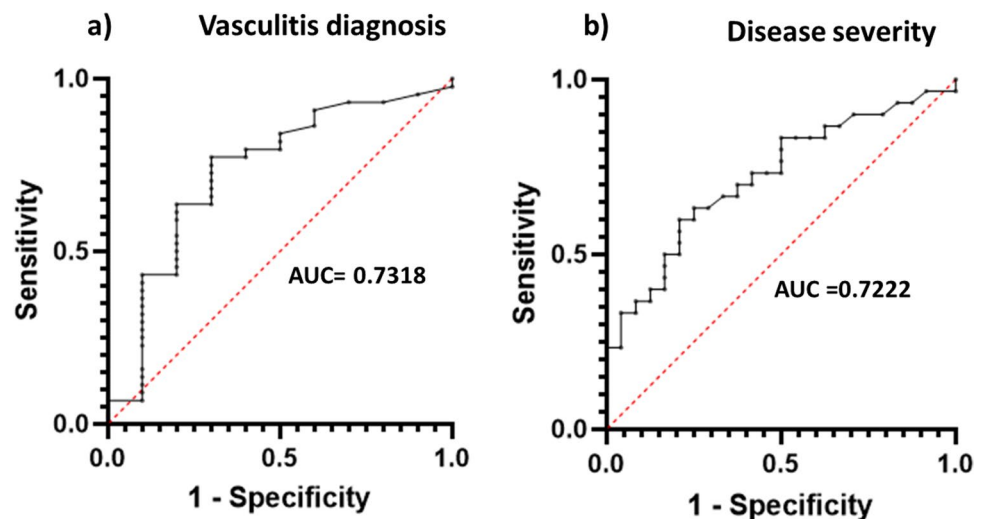 a) Vasculitis diagnosis
1.0
0.5
0.0
Sensitivity
AUC= 0.7318
0.0 0.5 1.0
1 - Specificity
b) Disease severity
1.0
0.5
0.0
Sensitivity
AUC =0.7222
0.0 0.5 1.0
1 - Specificity